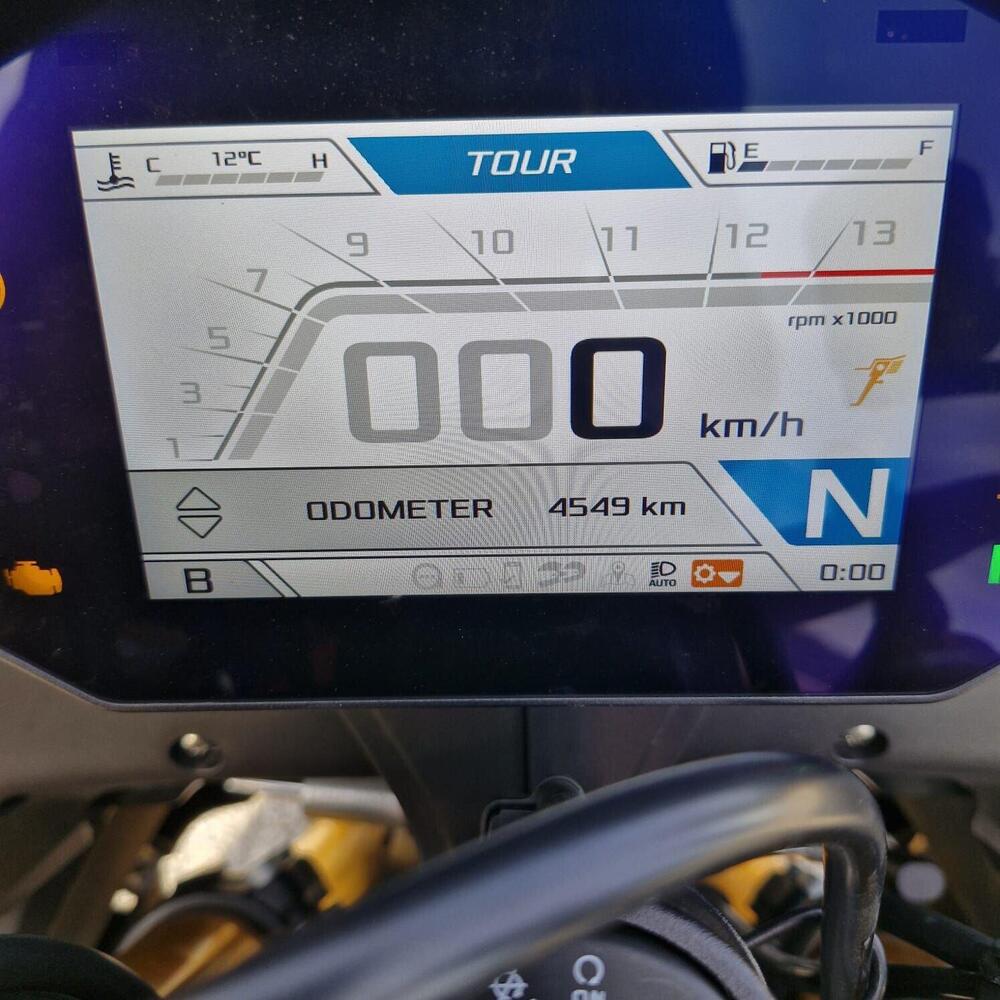 C 12°C H
TOUR
E F
1 3 5 7 9 10 11 12 13
rpm x1000
000 km/h
ODOMETER 4549 km
N
B
AUTO
0:00